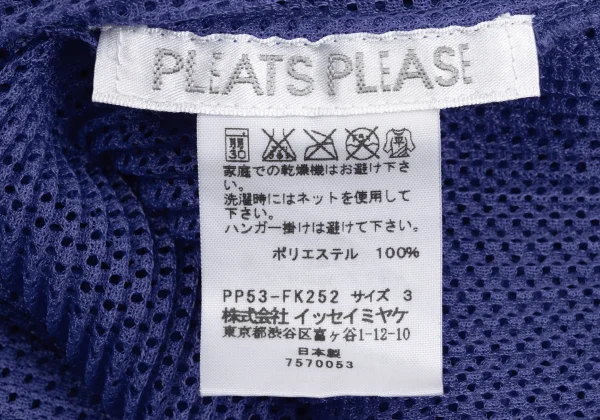 PLEATS PLEASE
家庭での乾燥機はお避け下さ
い。
洗濯時にはネットを使用して
下さい。
ハンガー掛けは避けて下さい。
ポリエステル 100%
PP53-FK252 サイズ 3
株式会社 イッセイミヤケ
東京都渋谷区富ヶ谷1-12-10
日本製
7570053